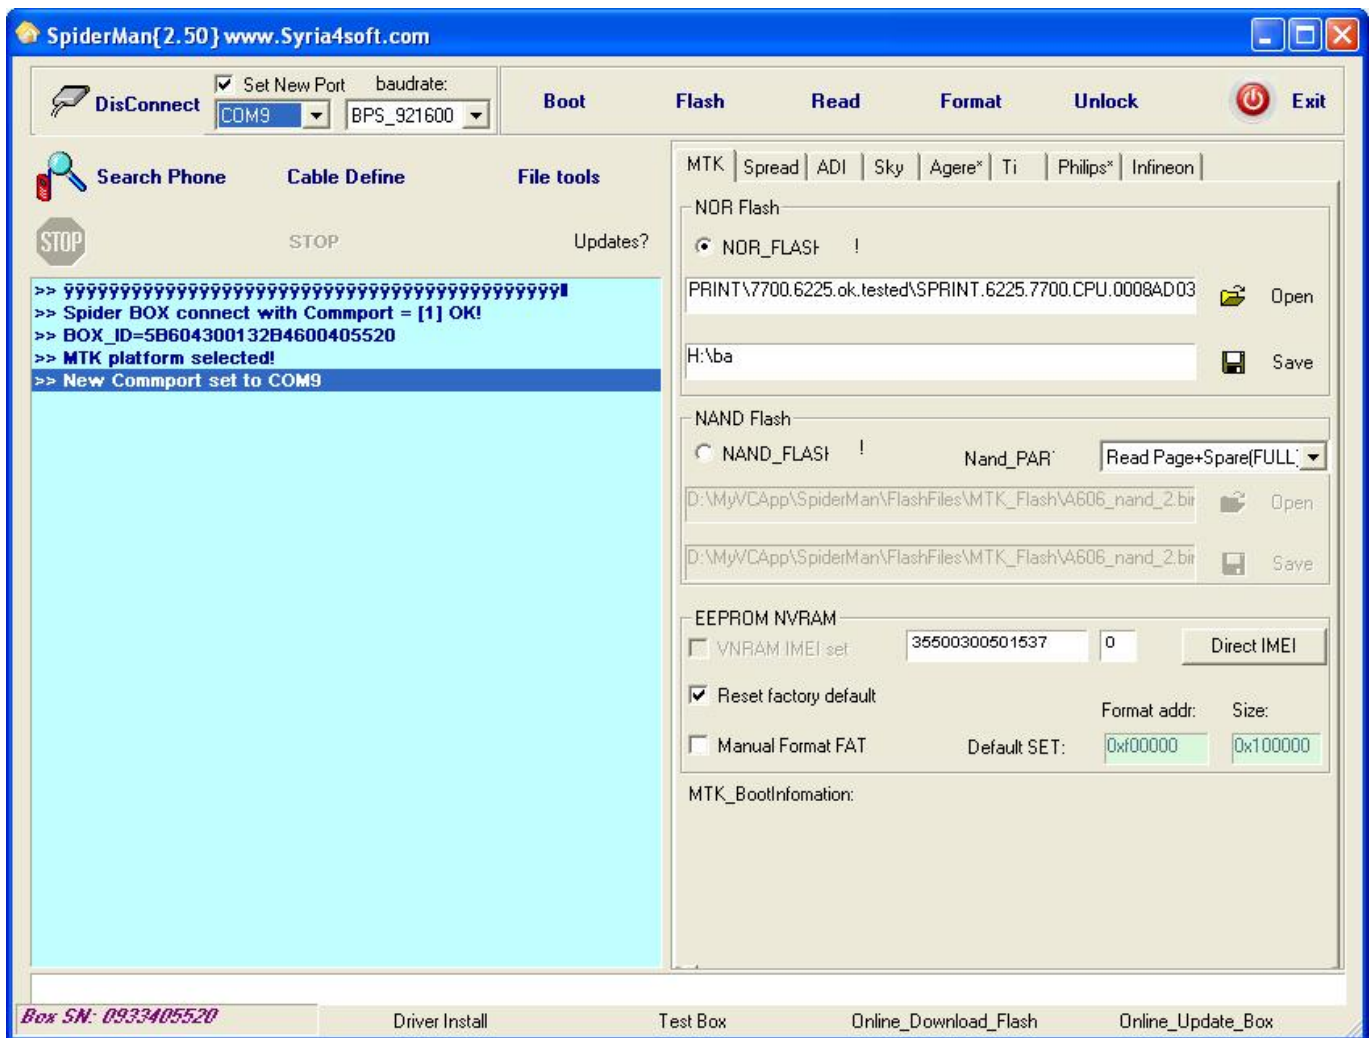 SpiderMan{2.50} www.Syria4soft.com
DisConnect
Set New Port
baudrate:
COM9
BPS_921600
Boot
Flash
Read
Format
Unlock
Exit
Search Phone
Cable Define
File tools
STOP
STOP
Updates?
>> Spider BOX connect with Commport = [1] OK!
>> BOX_ID=5B604300132B4600405520
>> MTK platform selected!
>> New Commport set to COM9
MTK
Spread
ADI
Sky
Agere*
Ti
Philips*
Infineon
NOR Flash
NOR_FLASH !
PRINT\7700.6225.ok.tested\SPRINT.6225.7700.CPU.0008AD03
Open
H:\ba
Save
NAND Flash
NAND_FLASH !
Nand_PAR
Read Page+Spare(FULL)
D:\MyVCApp\SpiderMan\FlashFiles\MTK_Flash\A606_nand_2.bin
Open
D:\MyVCApp\SpiderMan\FlashFiles\MTK_Flash\A606_nand_2.bin
Save
EEPROM NVRAM
VNRAM IMEI set
35500300501537
0
Direct IMEI
Reset factory default
Format addr:
Size:
Manual Format FAT
Default SET:
0xf00000
0x100000
MTK_BootInfomation:
Box SN: 0933405520
Driver Install
Test Box
Online_Download_Flash
Online_Update_Box